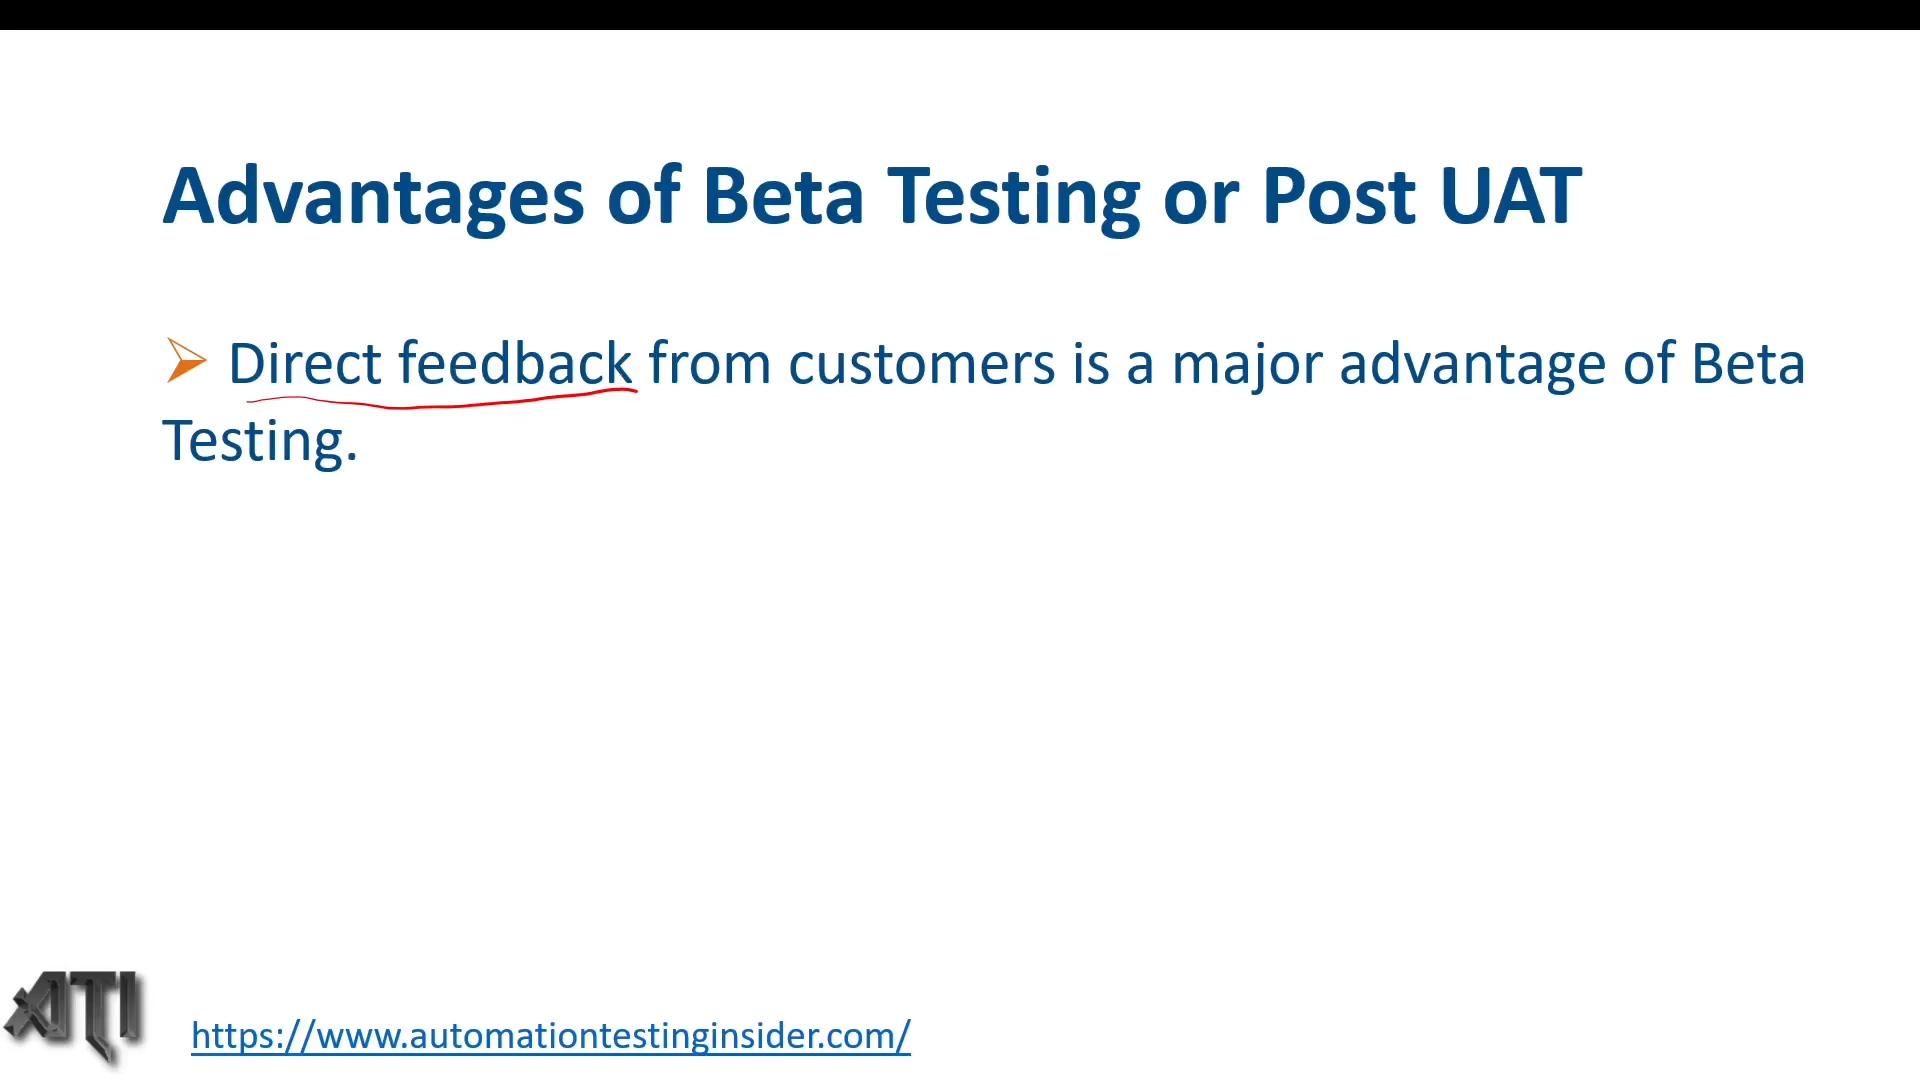 Advantages of Beta Testing or Post UAT
Direct feedback from customers is a major advantage of Beta
Testing.
ATI
https://www.automationtestinginsider.com/